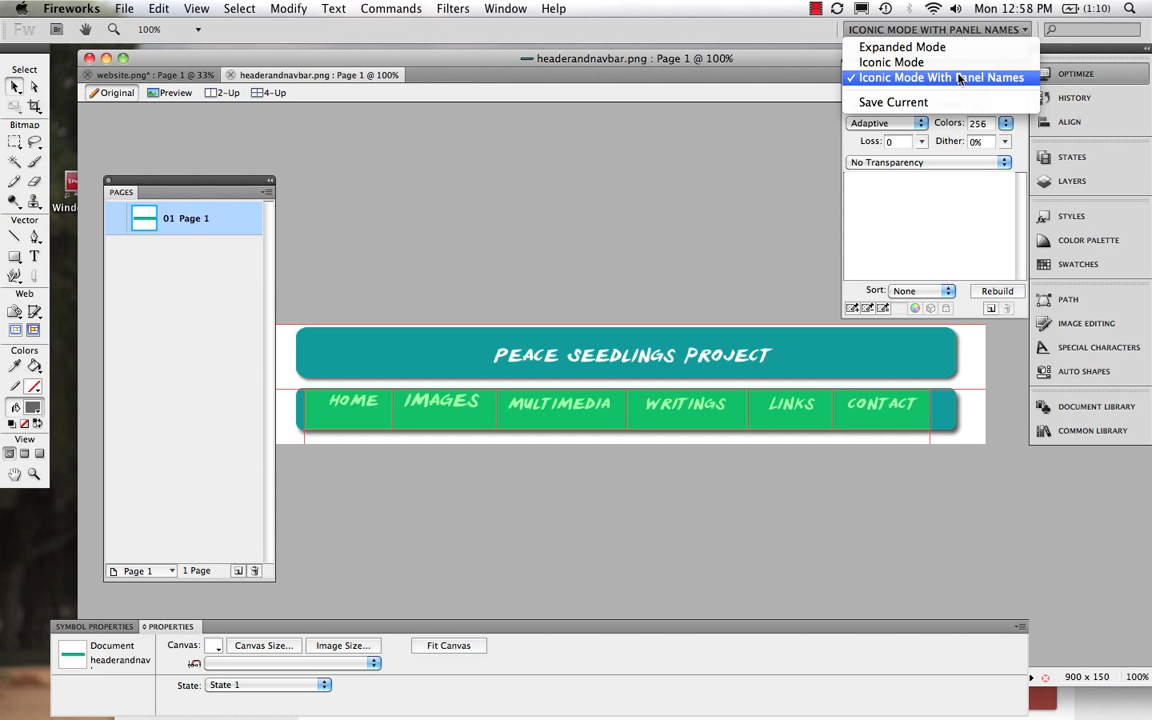 Fireworks File Edit View Select Modify Text Commands Filters Window Help Mon 12:58 PM (1:10)
Fw Br 100% ICONIC MODE WITH PANEL NAMES
Expanded Mode
Iconic Mode
✓ Iconic Mode With Panel Names
Save Current
headerandnavbar.png : Page 1 @ 100%
website.png* : Page 1 @ 33% headerandnavbar.png : Page 1 @ 100%
Original Preview 2-Up 4-Up
Select
Bitmap
Vector
Web
Colors
View
Wind
PAGES
01 Page 1
Page 1 1 Page
Adaptive Colors: 256
Loss: 0 Dither: 0%
No Transparency
Sort: None Rebuild
OPTIMIZE
HISTORY
ALIGN
STATES
LAYERS
STYLES
COLOR PALETTE
SWATCHES
PATH
IMAGE EDITING
SPECIAL CHARACTERS
AUTO SHAPES
DOCUMENT LIBRARY
COMMON LIBRARY
PEACE SEEDLINGS PROJECT
HOME IMAGES MULTIMEDIA WRITINGS LINKS CONTACT
SYMBOL PROPERTIES PROPERTIES
Document Canvas: Canvas Size... Image Size... Fit Canvas
headerandnav
State: State 1
900 x 150 100%